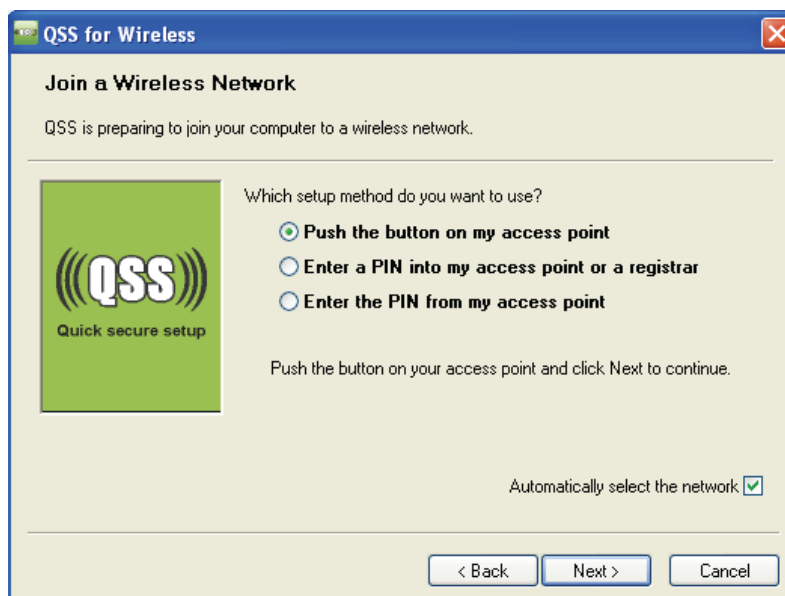 QSS for Wireless
Join a Wireless Network
QSS is preparing to join your computer to a wireless network.
Which setup method do you want to use?
Push the button on my access point
Enter a PIN into my access point or a registrar
Enter the PIN from my access point
(((QSS)))
Quick secure setup
Push the button on your access point and click Next to continue.
Automatically select the network
< Back
Next >
Cancel